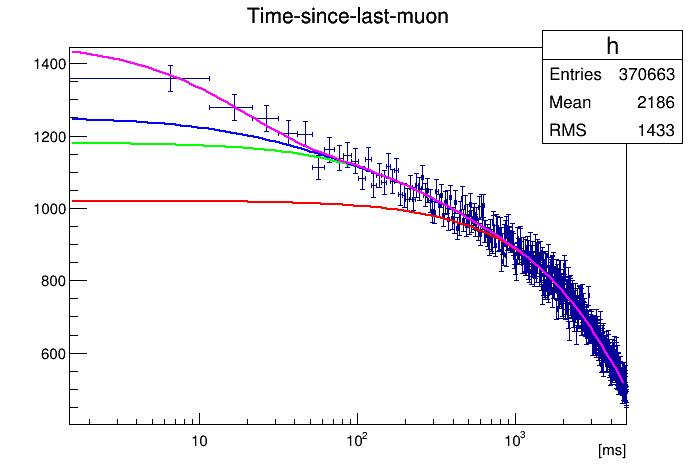 Time-since-last-muon
h
Entries 370663
Mean 2186
RMS 1433
1400
1200
1000
800
600
10
10²
10³
[ms]